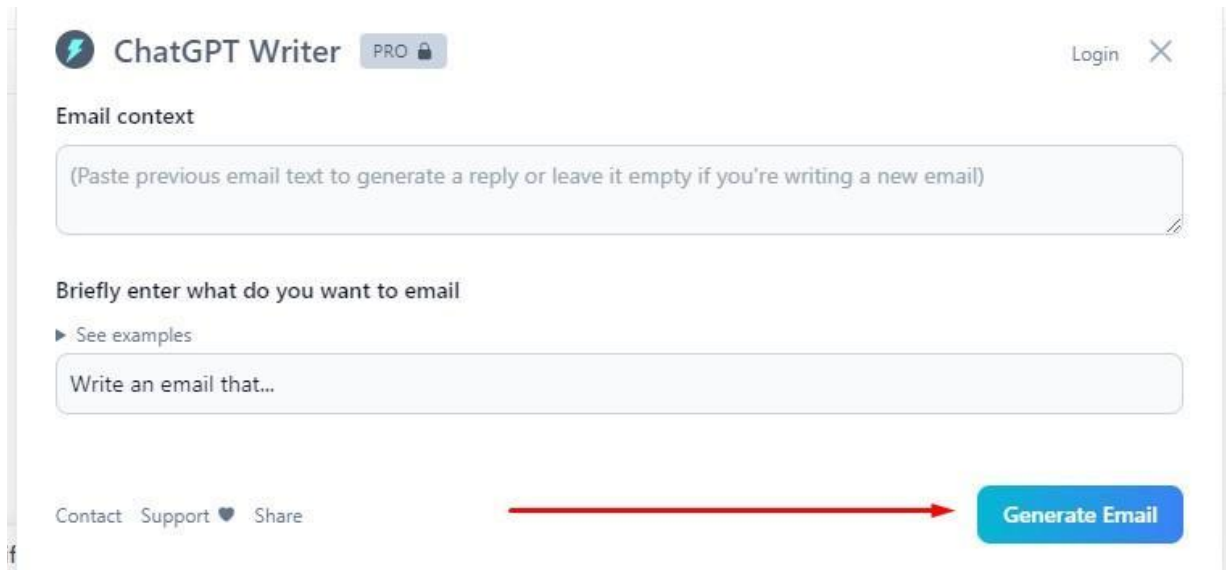 ChatGPT Writer PRO Login
Email context
(Paste previous email text to generate a reply or leave it empty if you're writing a new email)
Briefly enter what do you want to email
See examples
Write an email that...
Contact Support Share Generate Email